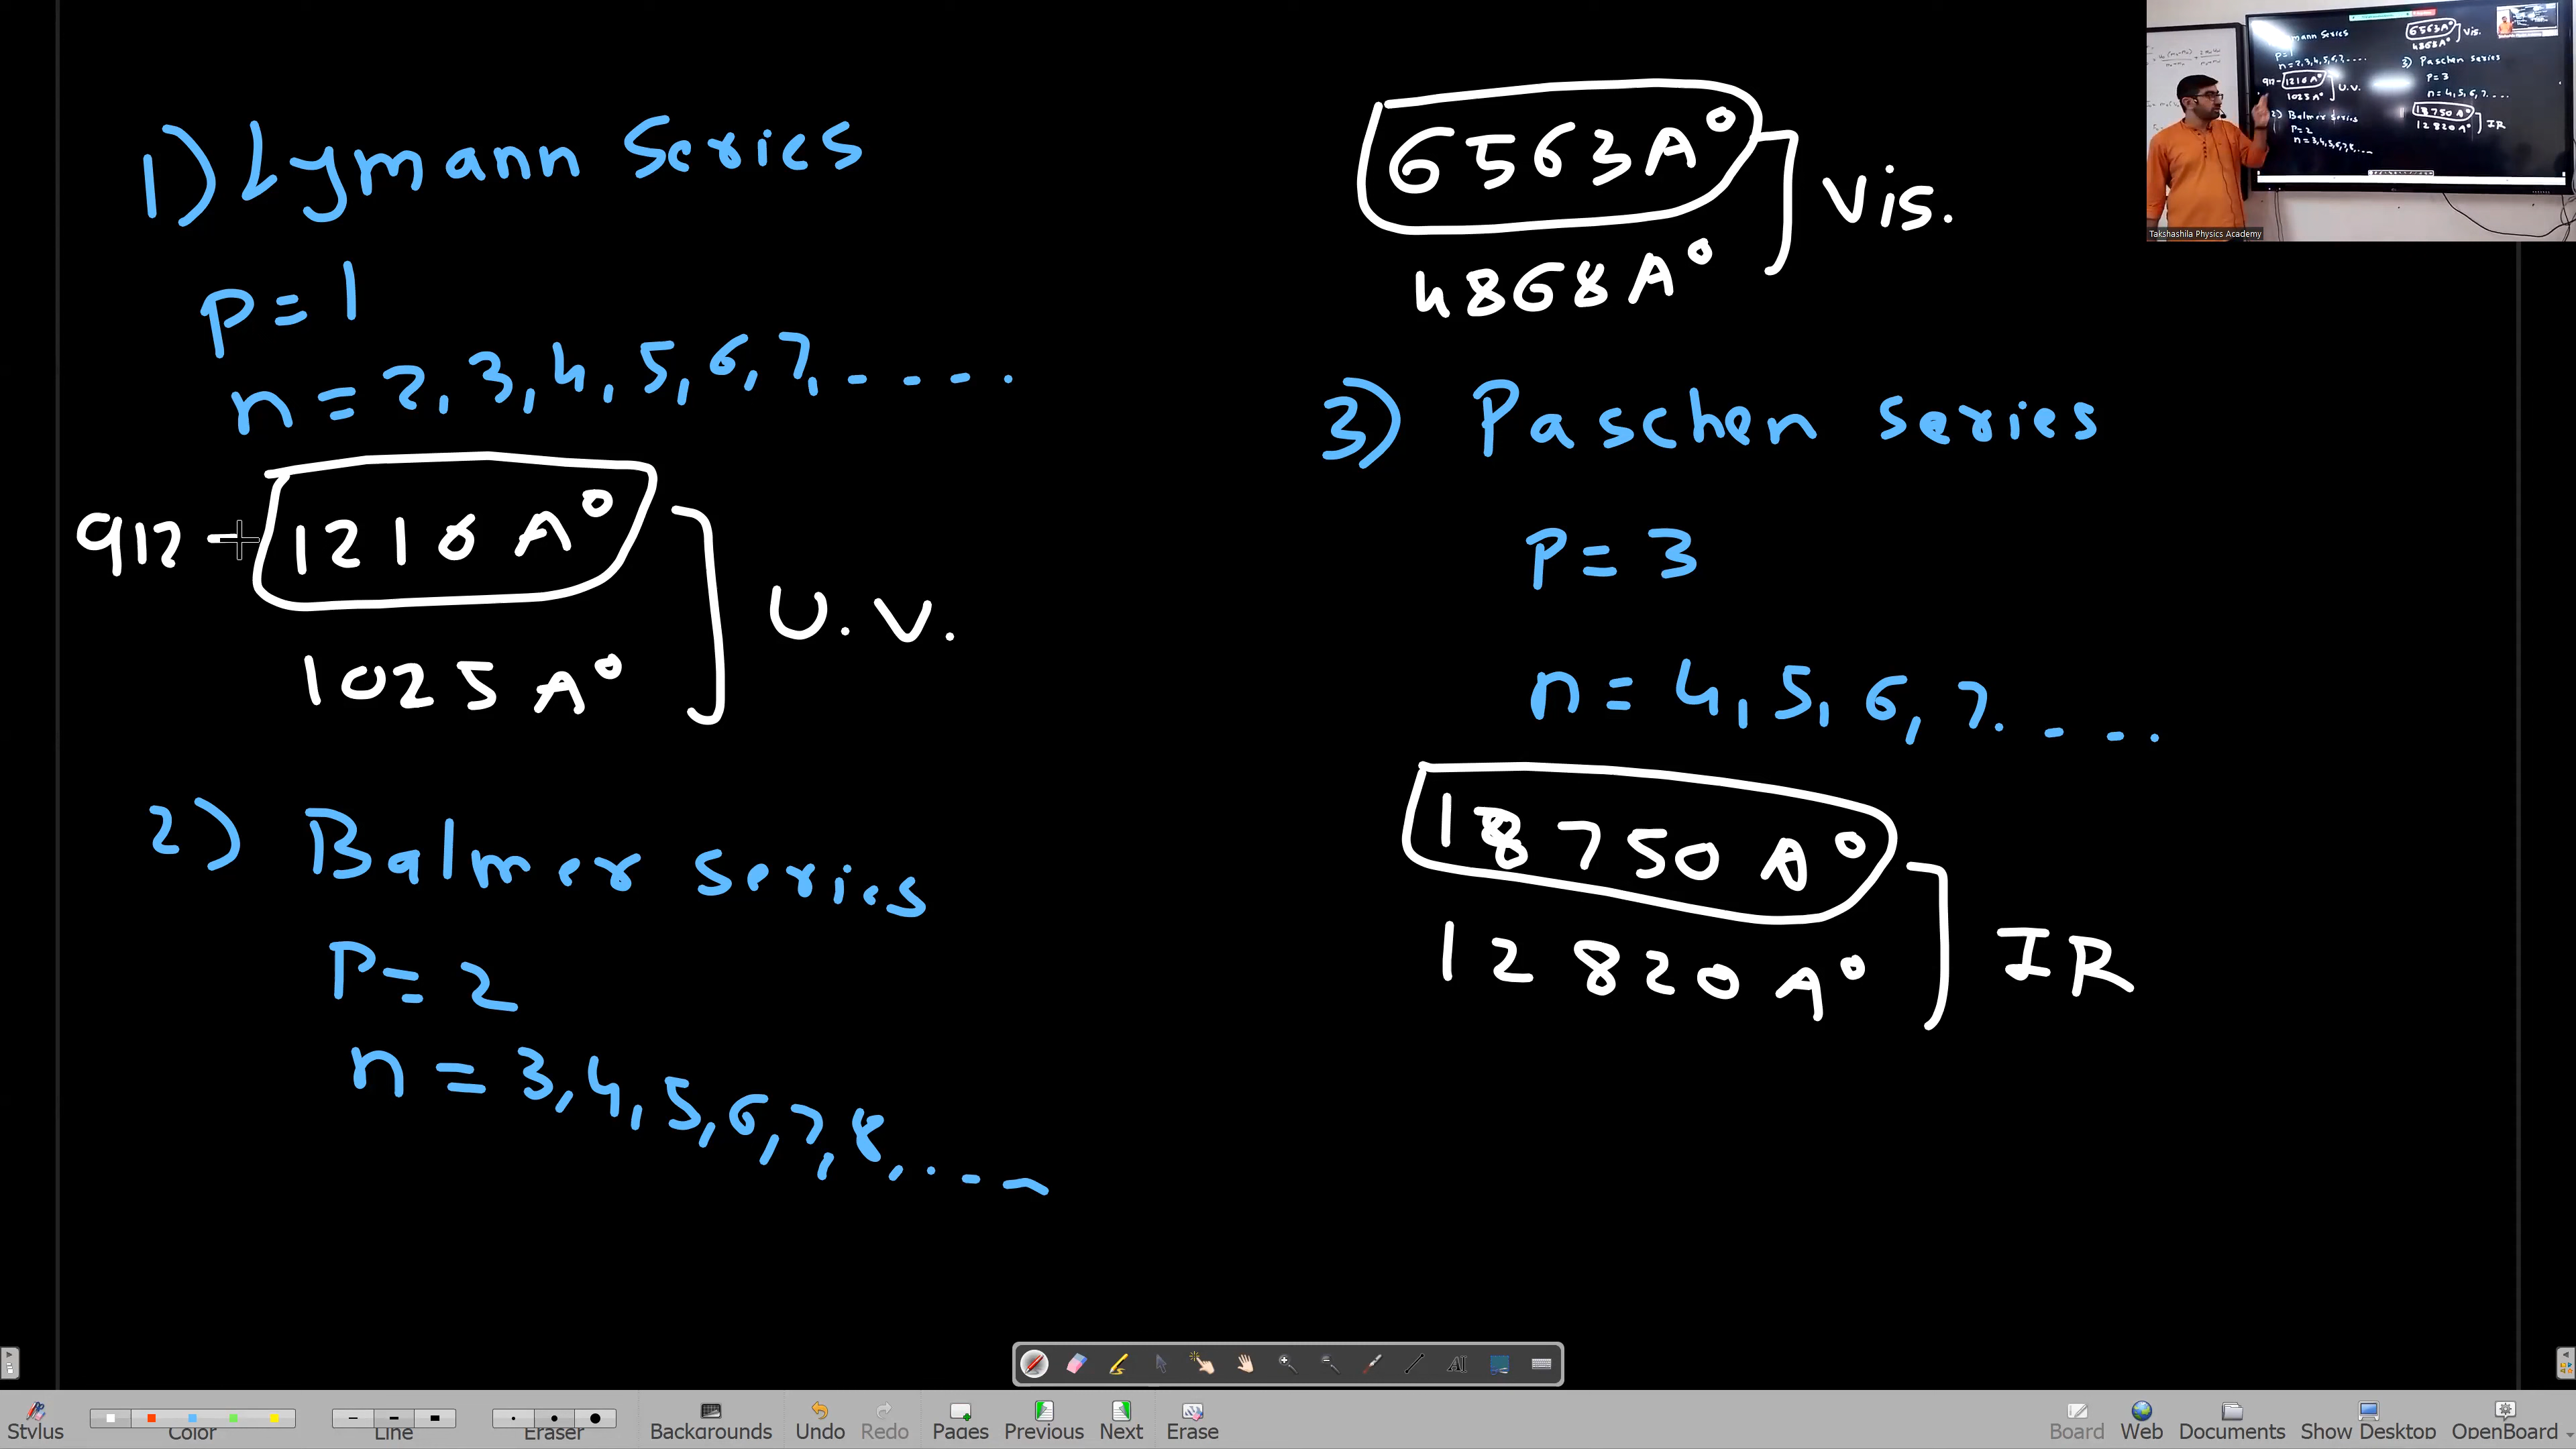 1) Lymann Series
P = 1
n = 2, 3, 4, 5, 6, 7, - - - .
912 - 1216 A°
1025 A°
U. V.
2) Balmer series
P = 2
n = 3, 4, 5, 6, 7, 8, . - ~
6563 A°
4868 A°
Vis.
3) Paschen series
P = 3
n = 4, 5, 6, 7. - - .
18750 A°
12820 A°
IR
Takshashila Physics Academy
Stylus
Color
Line
Eraser
Backgrounds
Undo
Redo
Pages
Previous
Next
Erase
Board
Web
Documents
Show Desktop
OpenBoard